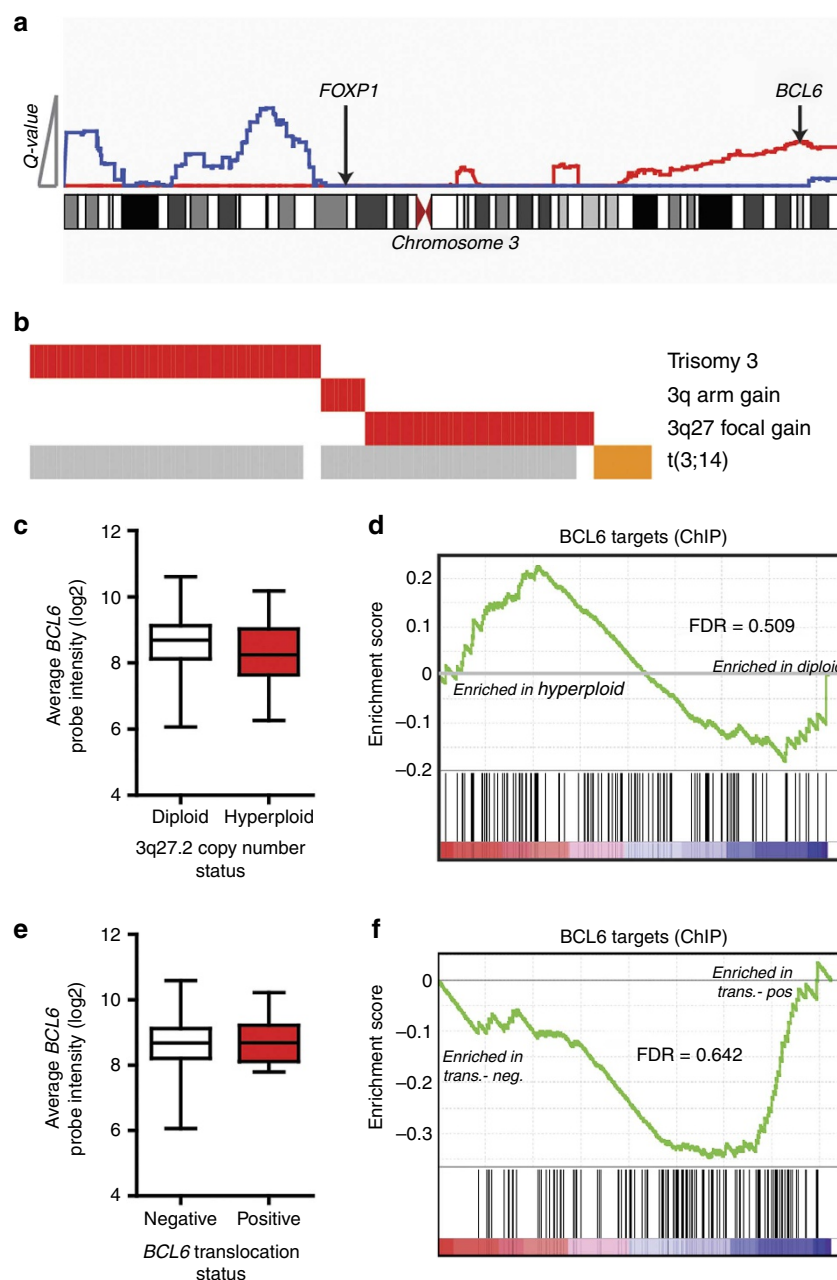 a
Q-value
FOXP1
BCL6
Chromosome 3
b
Trisomy 3
3q arm gain
3q27 focal gain
t(3;14)
c
Average BCL6
probe intensity (log2)
12
10
8
6
4
Diploid
Hyperploid
3q27.2 copy number
status
d
BCL6 targets (ChIP)
Enrichment score
0.2
0.1
0
–0.1
–0.2
FDR = 0.509
Enriched in diploid
Enriched in hyperploid
e
Average BCL6
probe intensity (log2)
12
10
8
6
4
Negative
Positive
BCL6 translocation
status
f
BCL6 targets (ChIP)
Enrichment score
0
–0.1
–0.2
–0.3
Enriched in
trans.- pos
Enriched in
trans.- neg.
FDR = 0.642